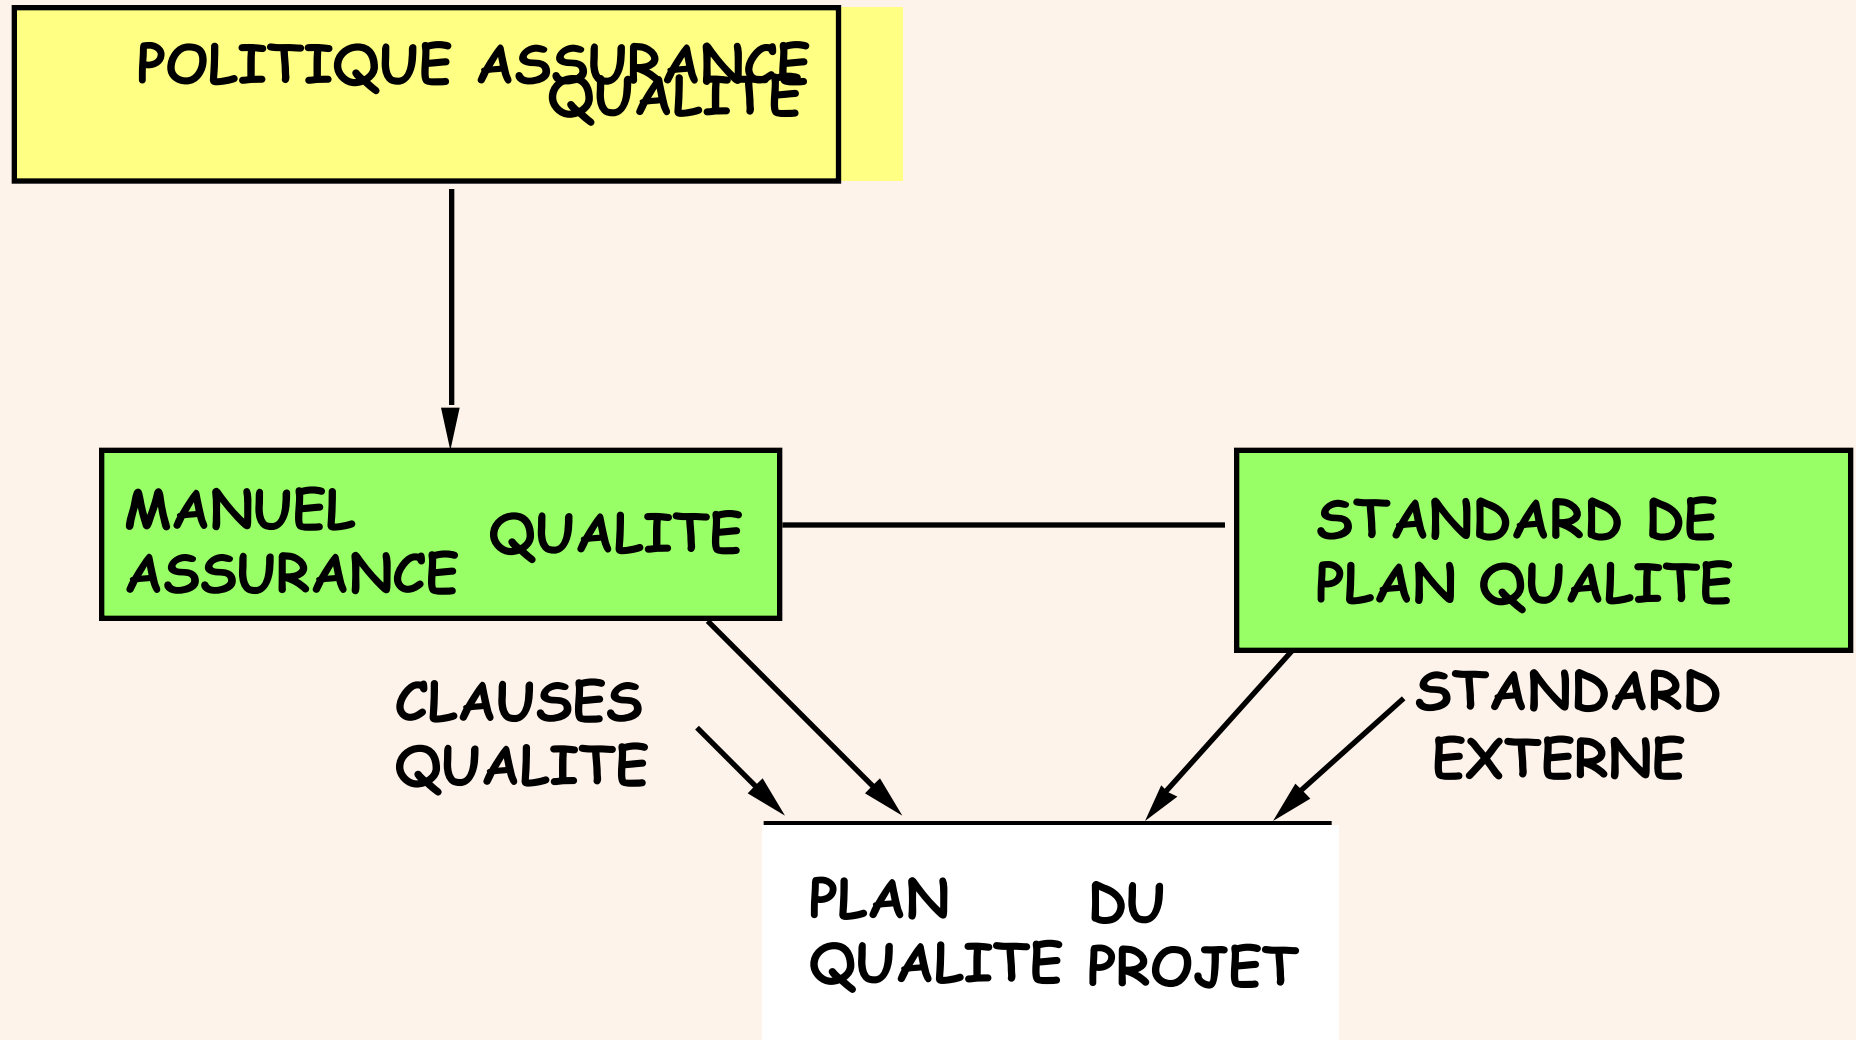 POLITIQUE ASSURANCE
QUALITE
MANUEL
ASSURANCE QUALITE
STANDARD DE
PLAN QUALITE
CLAUSES
QUALITE
STANDARD
EXTERNE
PLAN
QUALITE
DU
PROJET